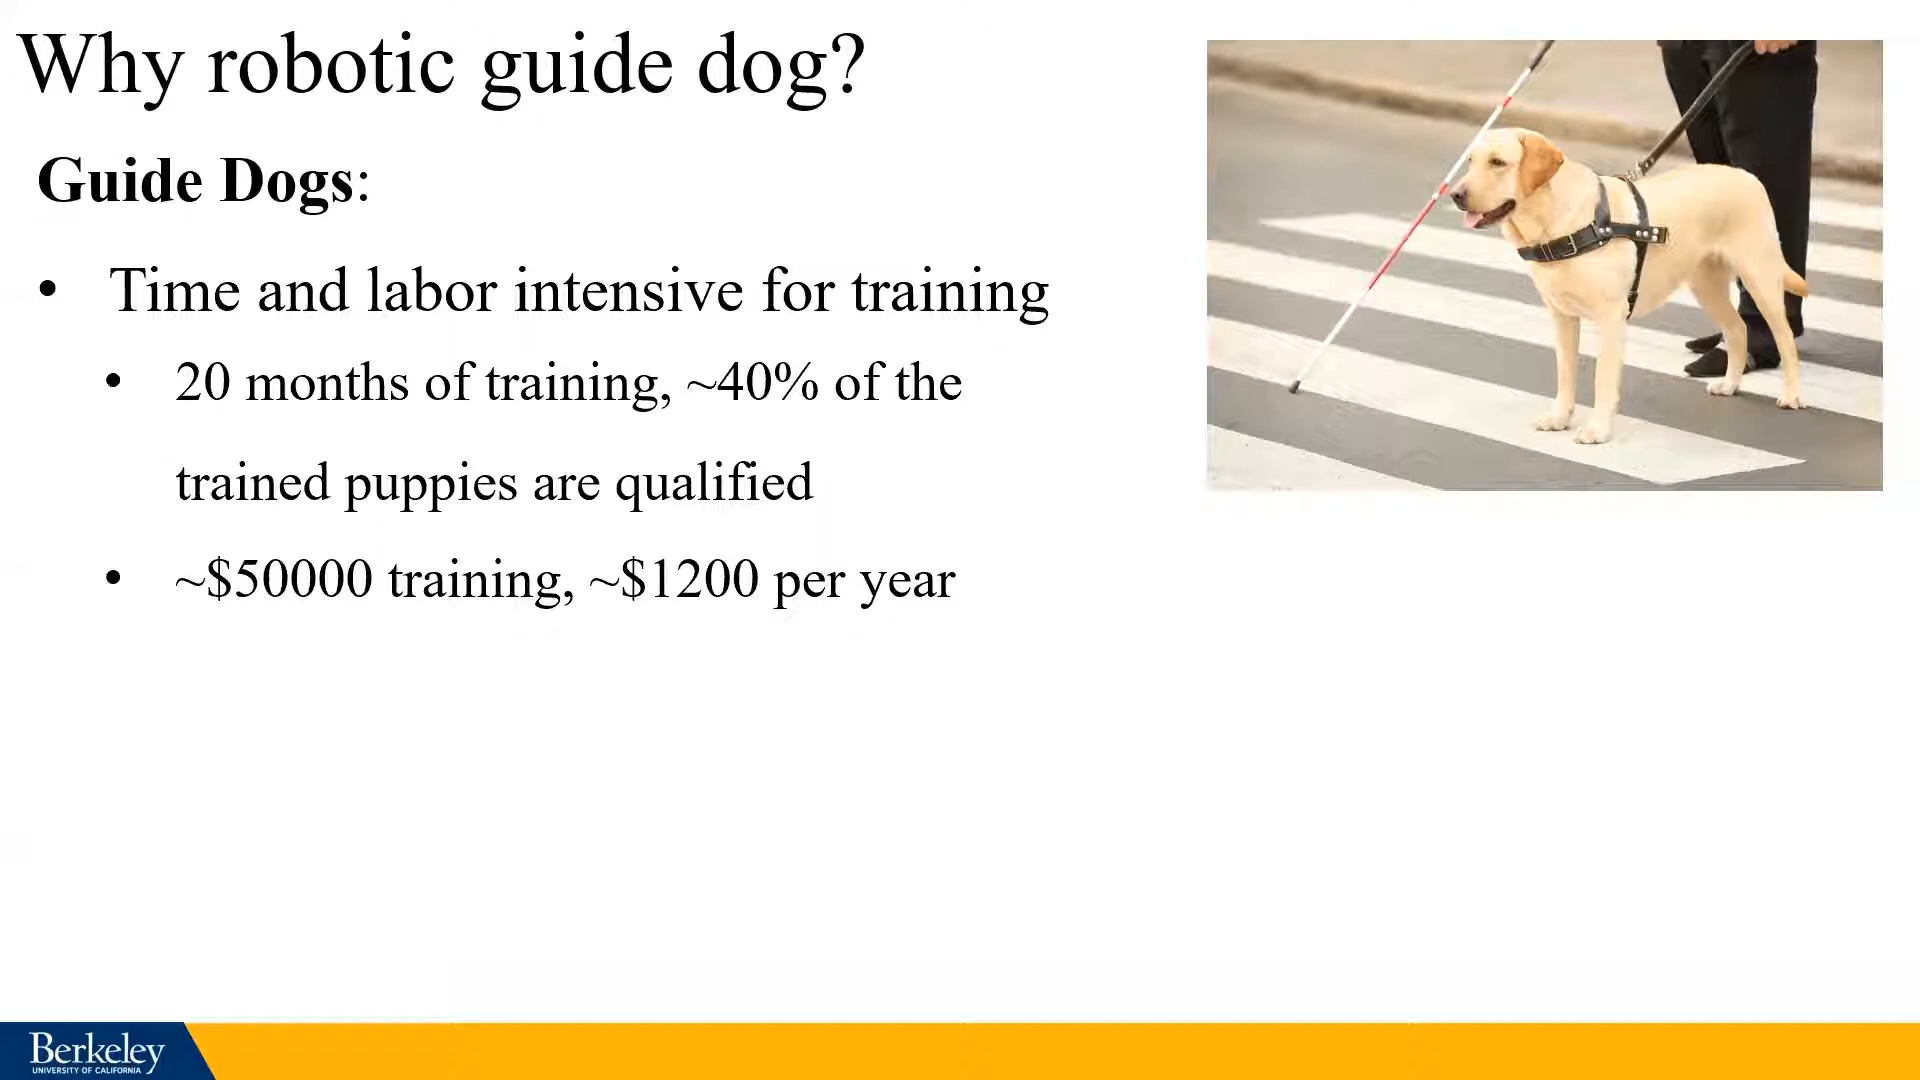 Why robotic guide dog?
Guide Dogs:
• Time and labor intensive for training
• 20 months of training, ~40% of the
trained puppies are qualified
• ~$50000 training, ~$1200 per year
Berkeley
UNIVERSITY OF CALIFORNIA